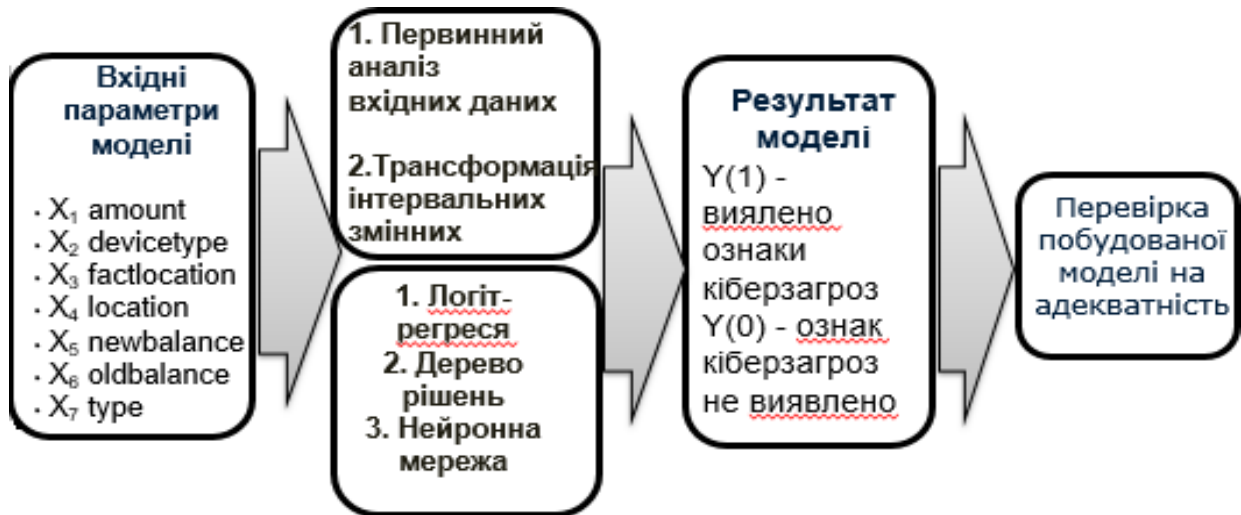 Вхідні
параметри
моделі
· X₁ amount
· X₂ devicetype
· X₃ factlocation
· X₄ location
· X₅ newbalance
· X₆ oldbalance
· X₇ type
1. Первинний
аналіз
вхідних даних
2.Трансформація
інтервальних
змінних
1. Логіт-
регреся
2. Дерево
рішень
3. Нейронна
мережа
Результат
моделі
Y(1) -
виялено
ознаки
кіберзагроз
Y(0) - ознак
кіберзагроз
не виявлено
Перевірка
побудованої
моделі на
адекватність